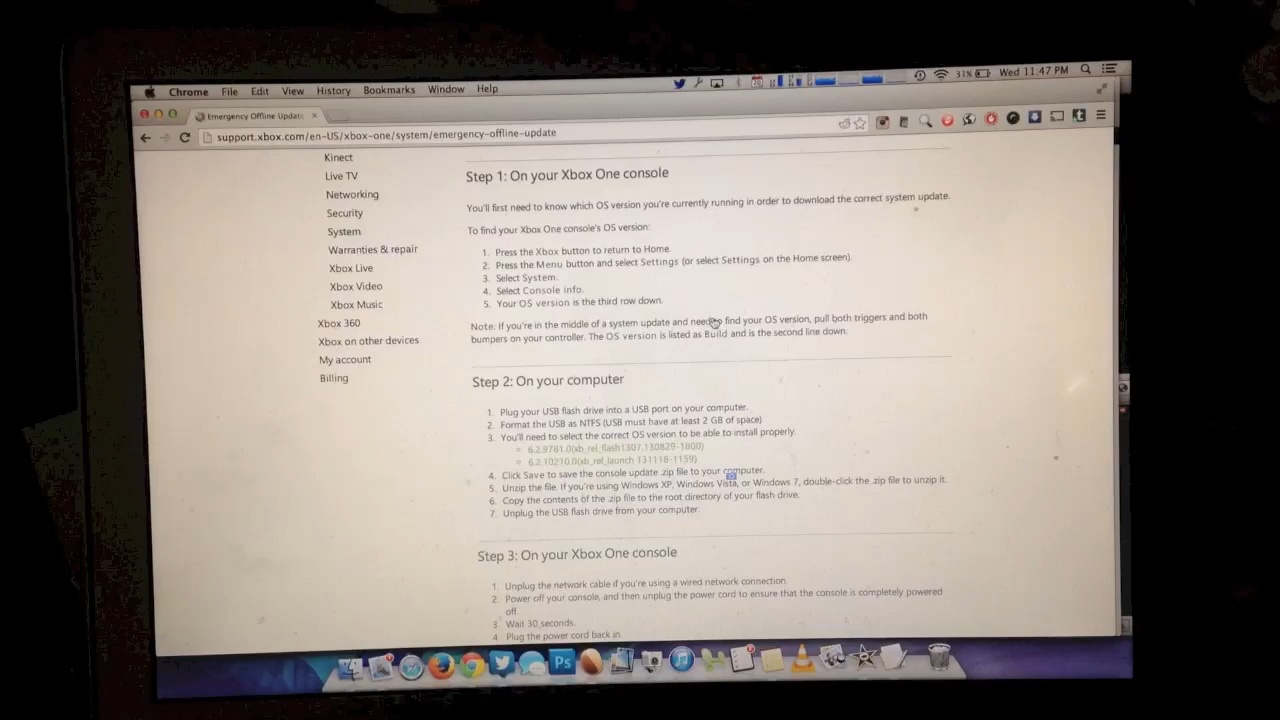 Chrome File Edit View History Bookmarks Window Help 31% Wed 11:47 PM
Emergency Offline Update
support.xbox.com/en-US/xbox-one/system/emergency-offline-update
Kinect
Live TV
Networking
Security
System
Warranties & repair
Xbox Live
Xbox Video
Xbox Music
Xbox 360
Xbox on other devices
My account
Billing
Step 1: On your Xbox One console
You'll first need to know which OS version you're currently running in order to download the correct system update.
To find your Xbox One console's OS version:
1. Press the Xbox button to return to Home.
2. Press the Menu button and select Settings (or select Settings on the Home screen).
3. Select System.
4. Select Console info.
5. Your OS version is the third row down.
Note: If you're in the middle of a system update and need to find your OS version, pull both triggers and both
bumpers on your controller. The OS version is listed as Build and is the second line down.
Step 2: On your computer
1. Plug your USB flash drive into a USB port on your computer.
2. Format the USB as NTFS (USB must have at least 2 GB of space)
3. You'll need to select the correct OS version to be able to install properly.
6.2.9781.0(xb_rel_flash1307.130829-1800)
6.2.10210.0(xb_rel_launch 131118-1159)
4. Click Save to save the console update .zip file to your computer.
5. Unzip the file. If you're using Windows XP, Windows Vista, or Windows 7, double-click the .zip file to unzip it.
6. Copy the contents of the .zip file to the root directory of your flash drive.
7. Unplug the USB flash drive from your computer.
Step 3: On your Xbox One console
1. Unplug the network cable if you're using a wired network connection.
2. Power off your console, and then unplug the power cord to ensure that the console is completely powered
off.
3. Wait 30 seconds.
4. Plug the power cord back in.
Ps